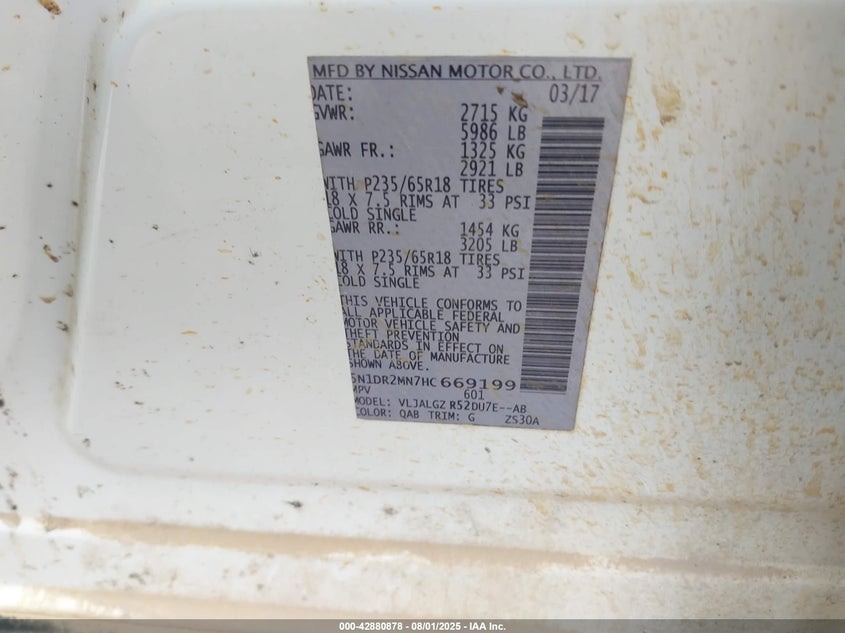 MFD BY NISSAN MOTOR CO., LTD.
DATE: 03/17
GVWR: 2715 KG
5986 LB
GAWR FR.: 1325 KG
2921 LB
WITH P235/65R18 TIRES
18 X 7.5 RIMS AT 33 PSI
COLD SINGLE
GAWR RR.: 1454 KG
3205 LB
WITH P235/65R18 TIRES
18 X 7.5 RIMS AT 33 PSI
COLD SINGLE
THIS VEHICLE CONFORMS TO
ALL APPLICABLE FEDERAL
MOTOR VEHICLE SAFETY AND
THEFT PREVENTION
STANDARDS IN EFFECT ON
THE DATE OF MANUFACTURE
SHOWN ABOVE.
5N1DR2MN7HC669199
MPV 601
MODEL: VLJALGZ R52DU7E--AB
COLOR: QAB TRIM: G ZS30A
000-42880878 - 08/01/2025 - IAA Inc.